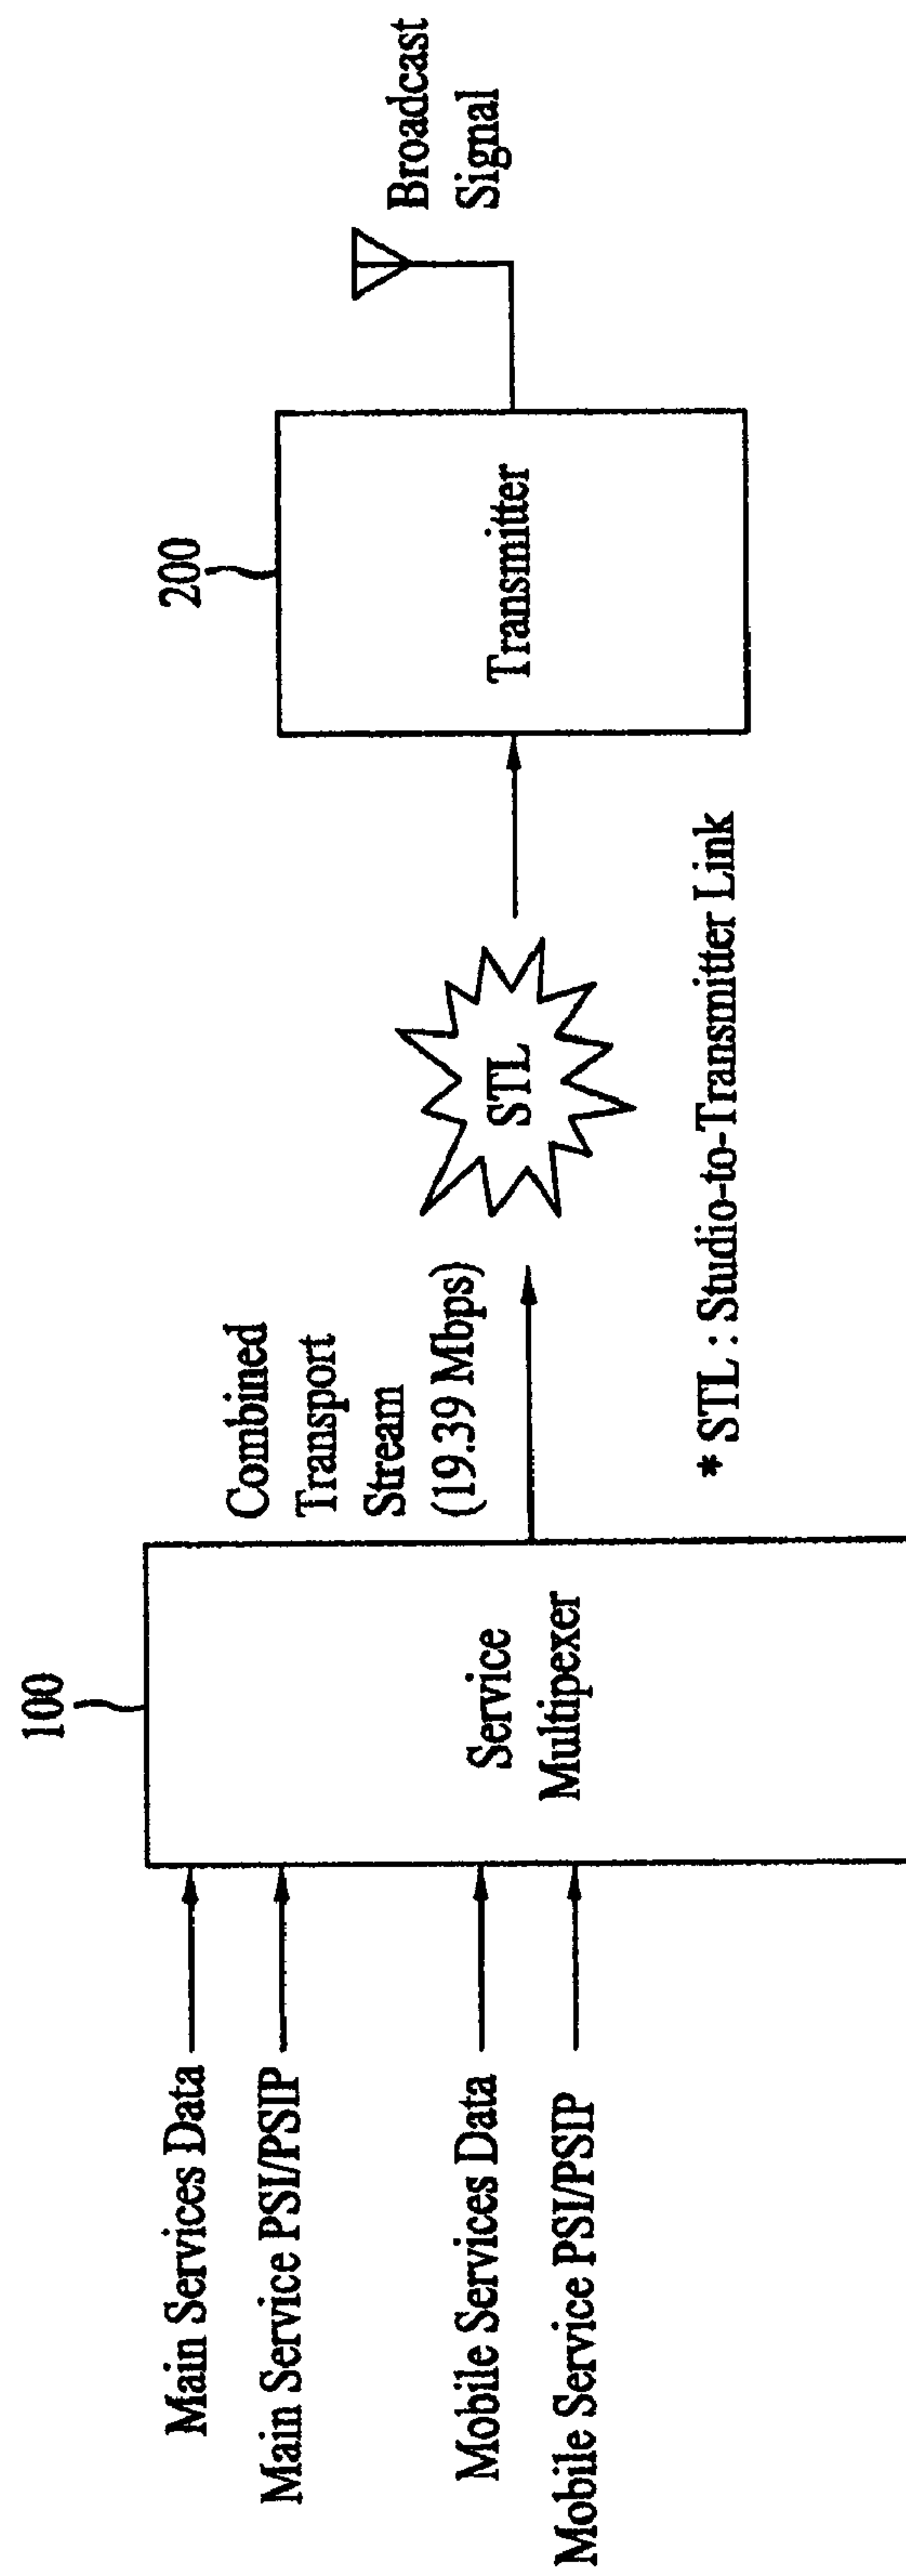 Main Services Data
Main Service PSI/PSIP
Mobile Services Data
Mobile Service PSI/PSIP
100
Service
Multipexer
Combined
Transport
Stream
(19.39 Mbps)
STL
* STL : Studio-to-Transmitter Link
200
Transmitter
Broadcast
Signal